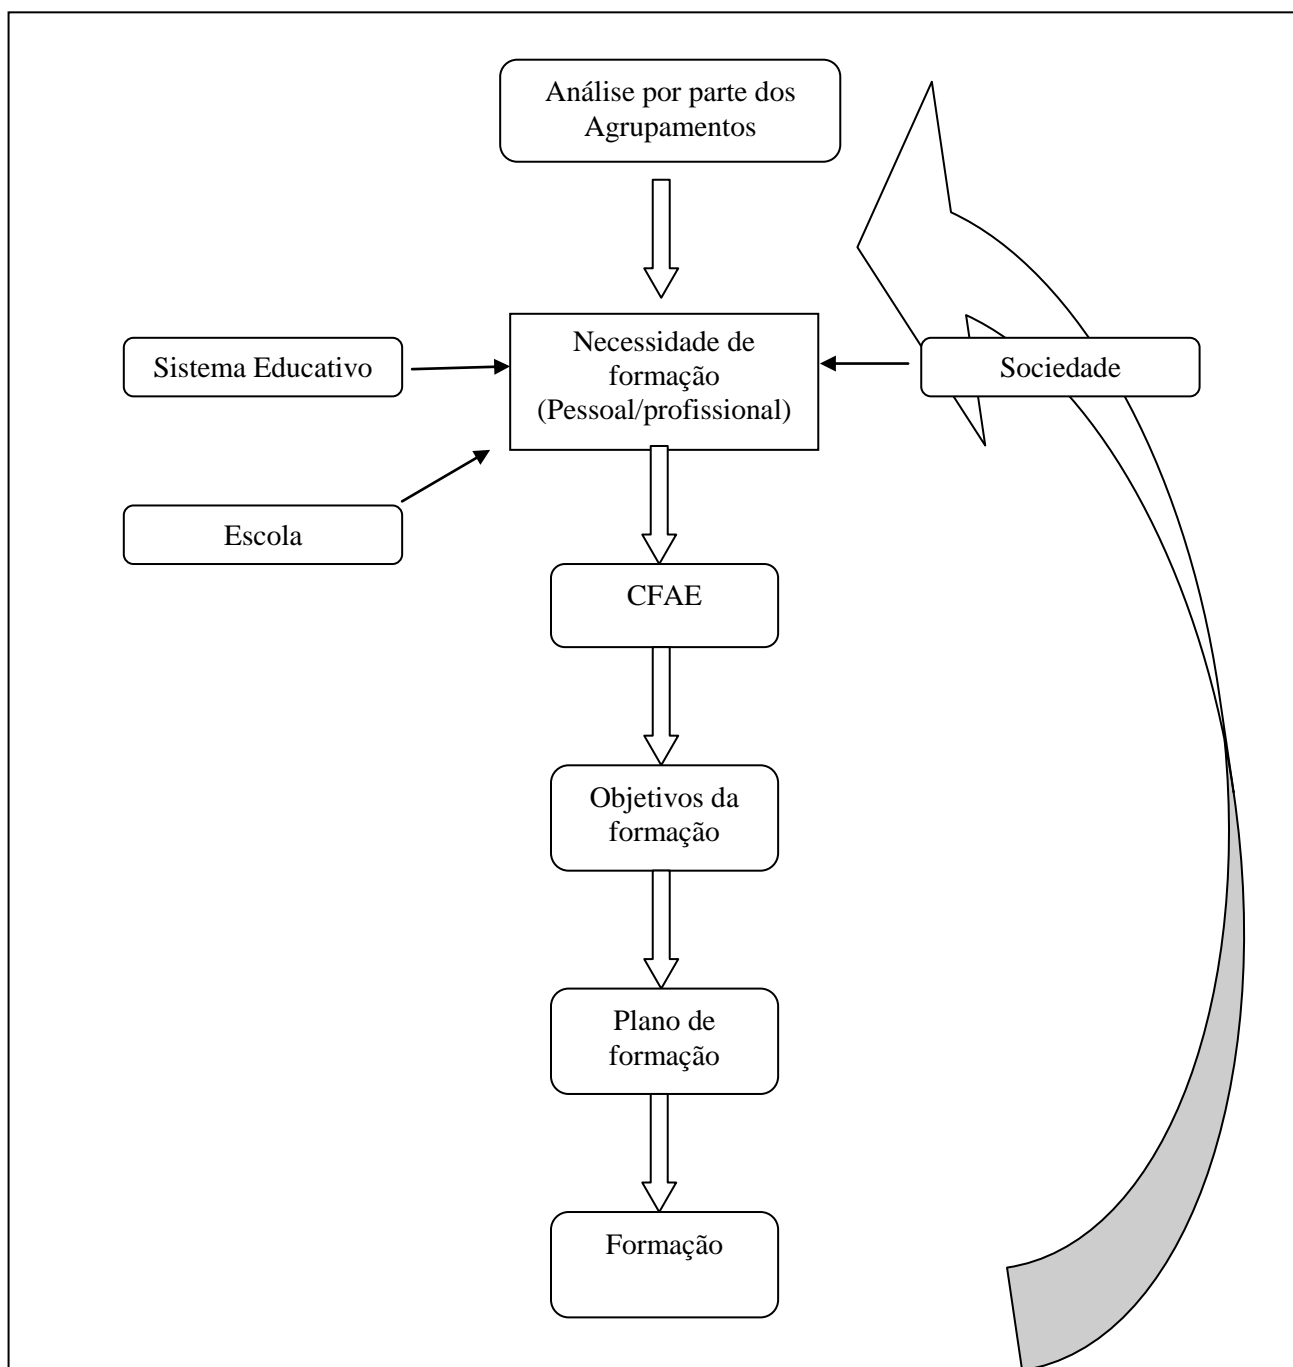 Análise por parte dos
Agrupamentos
Necessidade de
formação
(Pessoal/profissional)
Sistema Educativo
Sociedade
Escola
CFAE
Objetivos da
formação
Plano de
formação
Formação